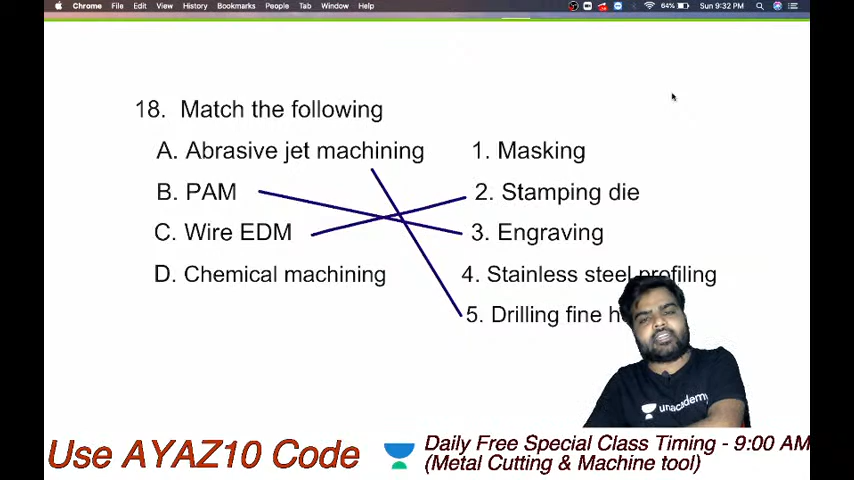 Chrome File Edit View History Bookmarks People Tab Window Help 64% Sun 9:32 PM
18. Match the following
A. Abrasive jet machining 1. Masking
B. PAM 2. Stamping die
C. Wire EDM 3. Engraving
D. Chemical machining 4. Stainless steel profiling
5. Drilling fine
unacademy
Use AYAZ10 Code
Daily Free Special Class Timing - 9:00 AM
(Metal Cutting & Machine tool)